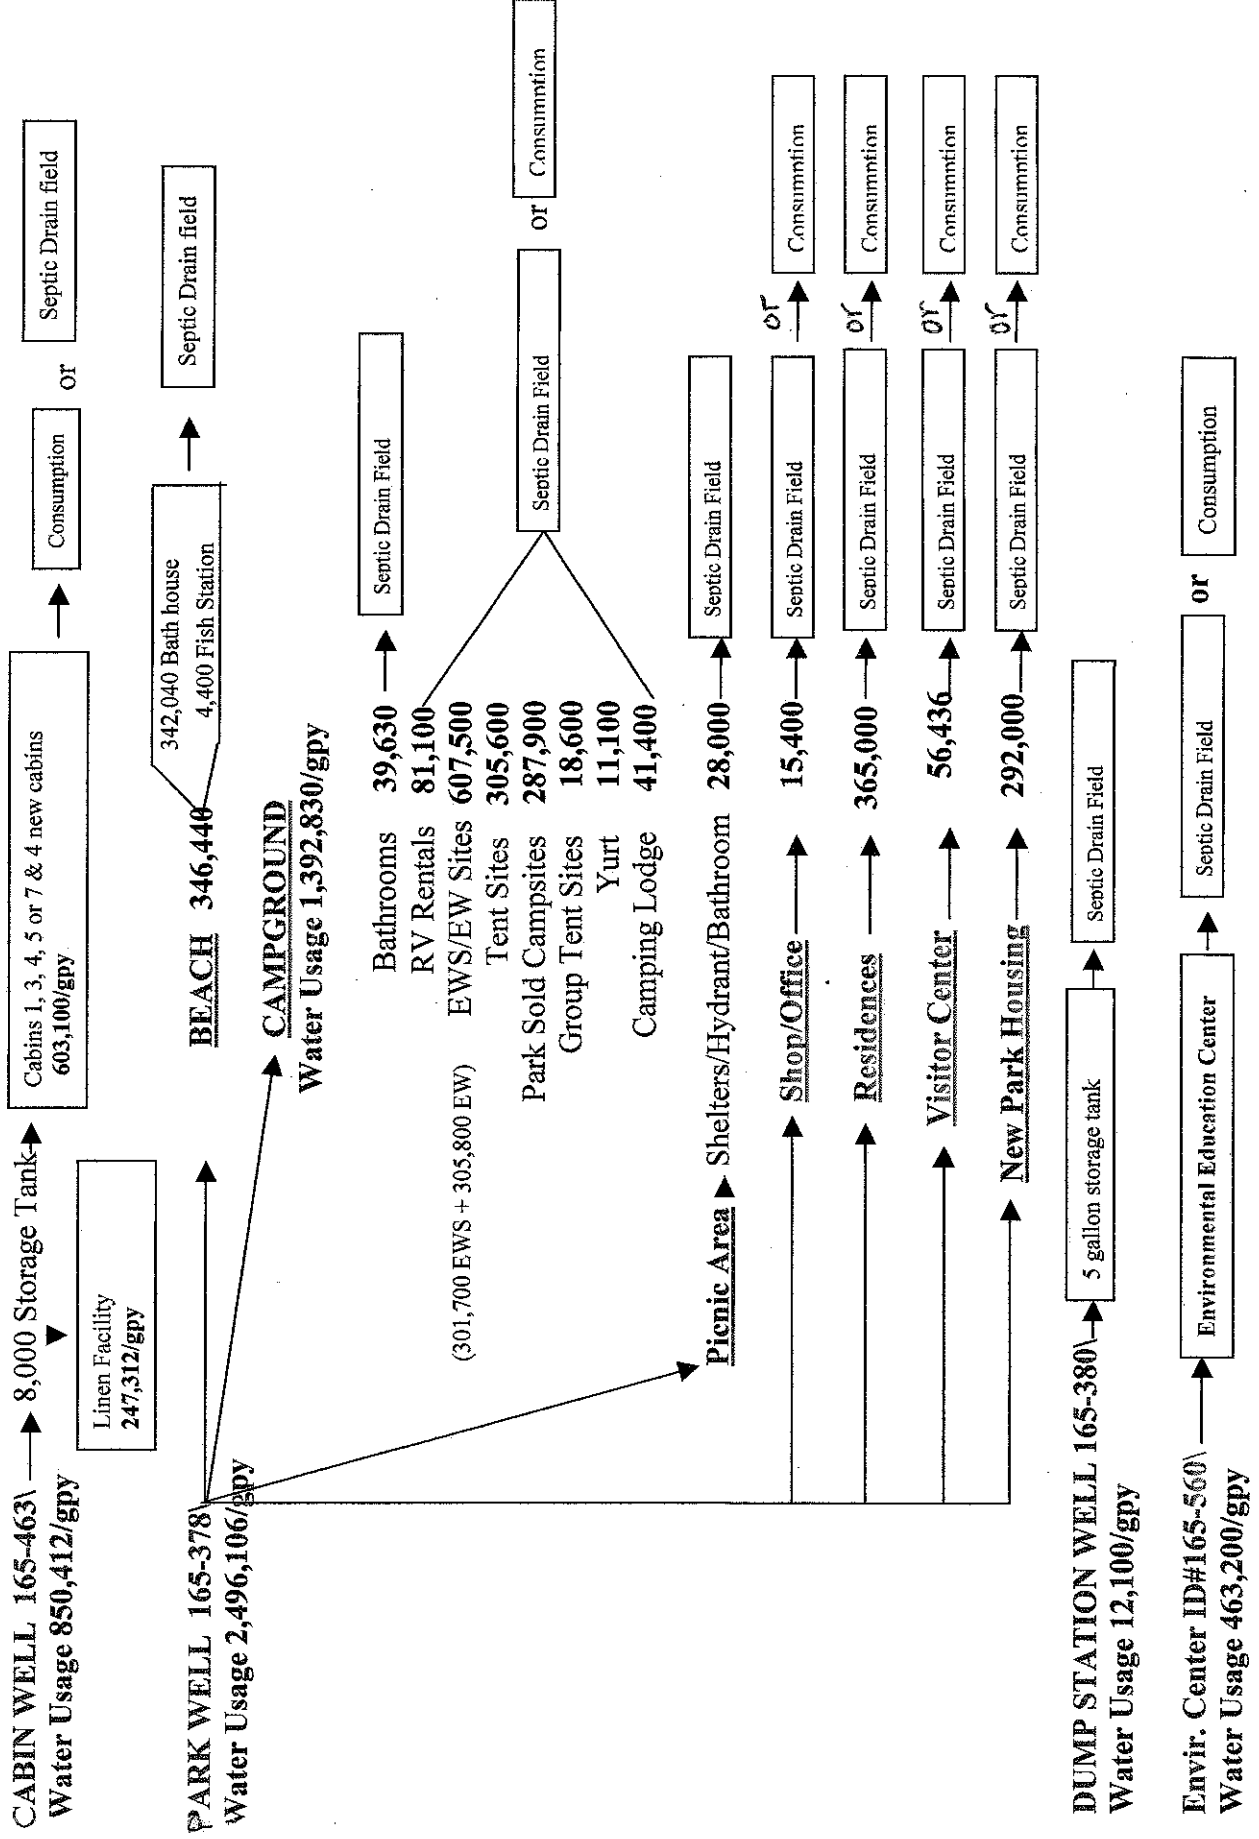 CABIN WELL 165-463\
8,000 Storage Tank
Cabins 1, 3, 4, 5 or 7 & 4 new cabins
603,100/gpy
Consumption
or
Septic Drain field
Water Usage 850,412/gpy
Linen Facility
247,312/gpy
PARK WELL 165-378\
Water Usage 2,496,106/gpy
BEACH 346,440
342,040 Bath house
4,400 Fish Station
Septic Drain field
CAMPGROUND
Water Usage 1,392,830/gpy
Bathrooms 39,630
Septic Drain Field
RV Rentals 81,100
(301,700 EWS + 305,800 EW) EWS/EW Sites 607,500
Tent Sites 305,600
Park Sold Campsites 287,900
Group Tent Sites 18,600
Yurt 11,100
Camping Lodge 41,400
Septic Drain Field
or
Consumntion
Picnic Area Shelters/Hydrant/Bathroom 28,000
Septic Drain Field
Shop/Office 15,400
Septic Drain Field
or
Consumntion
Residences 365,000
Septic Drain Field
or
Consumntion
Visitor Center 56,436
Septic Drain Field
or
Consumntion
New Park Housing 292,000
Septic Drain Field
or
Consumntion
DUMP STATION WELL 165-380\
5 gallon storage tank
Septic Drain Field
Water Usage 12,100/gpy
Envir. Center ID#165-560\
Environmental Education Center
Septic Drain Field
or
Consumption
Water Usage 463,200/gpy